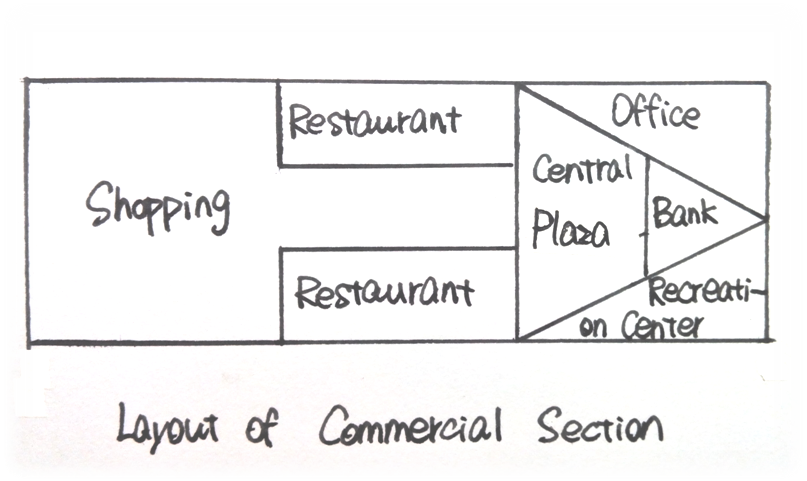 Restaurant
Office
Shopping
Central
Plaza
Bank
Restaurant
Recreati-
on Center
Layout of Commercial Section